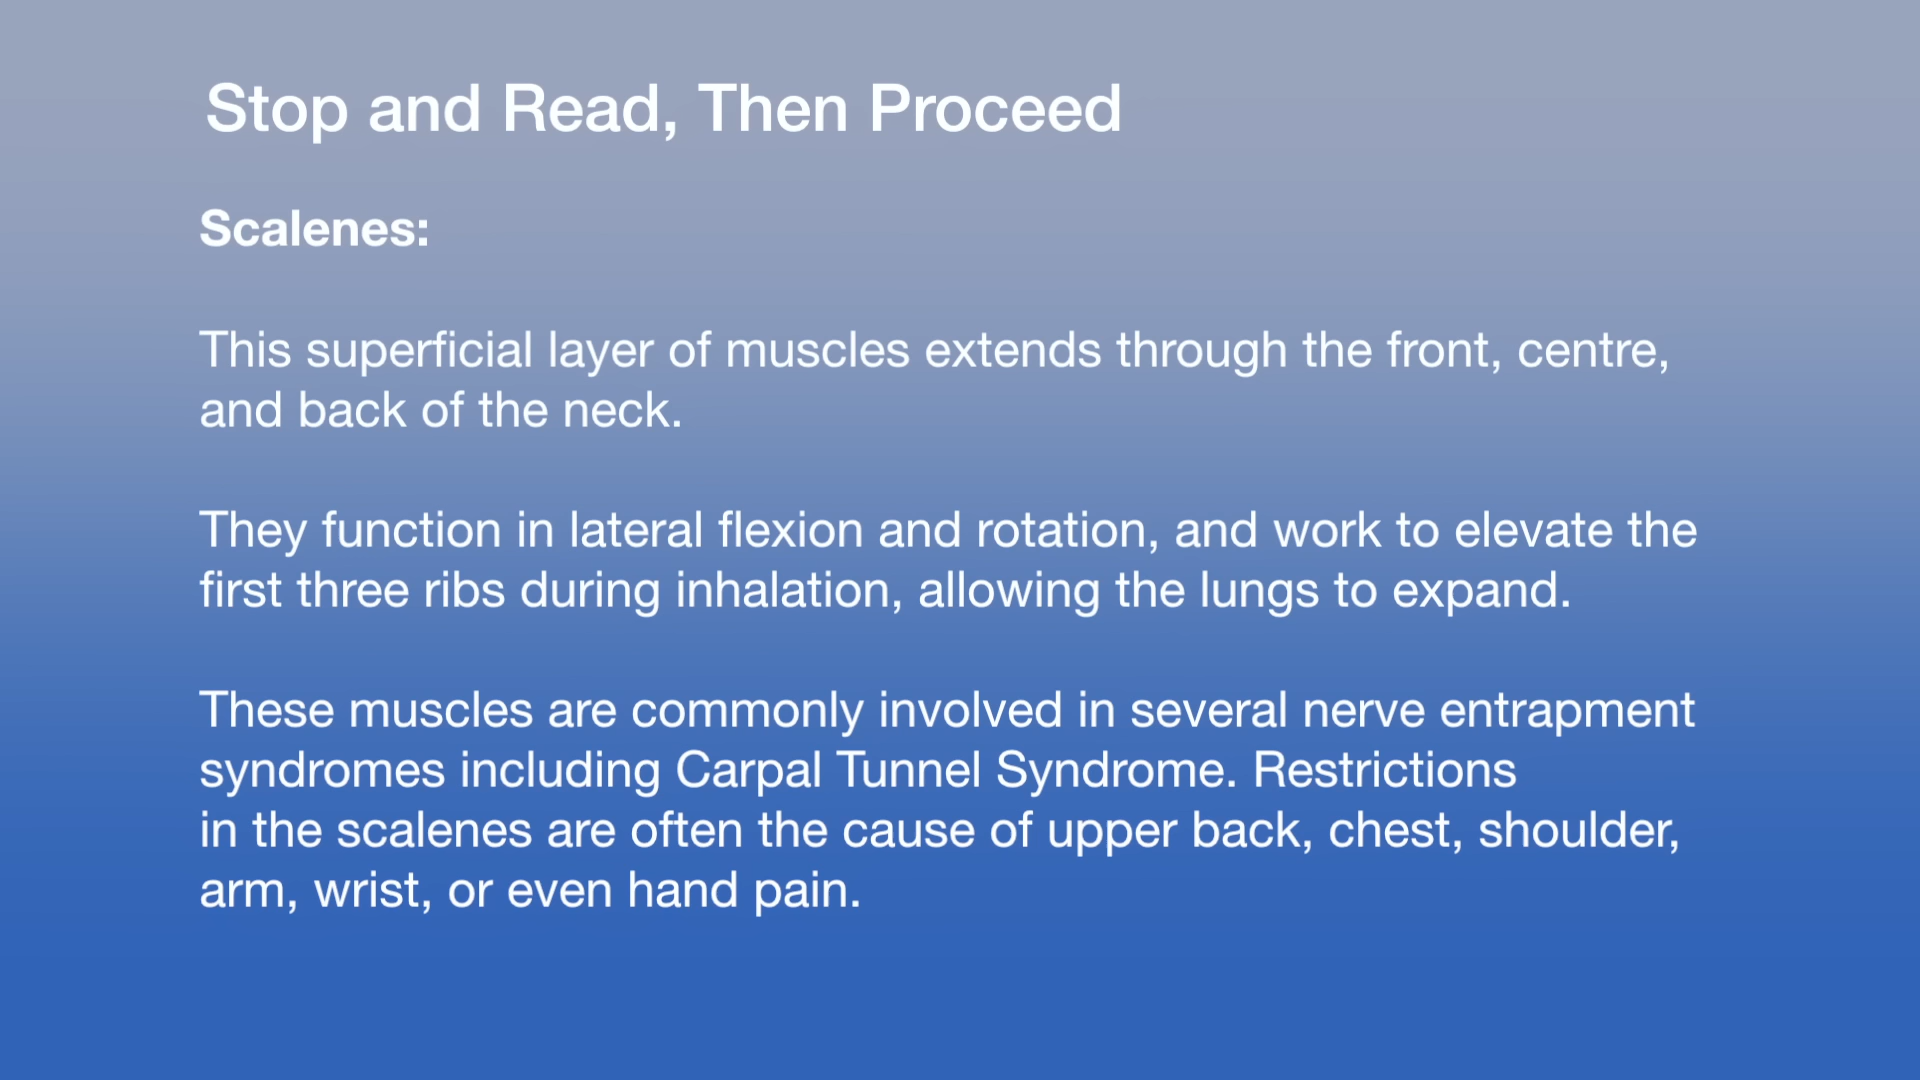 Stop and Read, Then Proceed
Scalenes:
This superficial layer of muscles extends through the front, centre,
and back of the neck.
They function in lateral flexion and rotation, and work to elevate the
first three ribs during inhalation, allowing the lungs to expand.
These muscles are commonly involved in several nerve entrapment
syndromes including Carpal Tunnel Syndrome. Restrictions
in the scalenes are often the cause of upper back, chest, shoulder,
arm, wrist, or even hand pain.